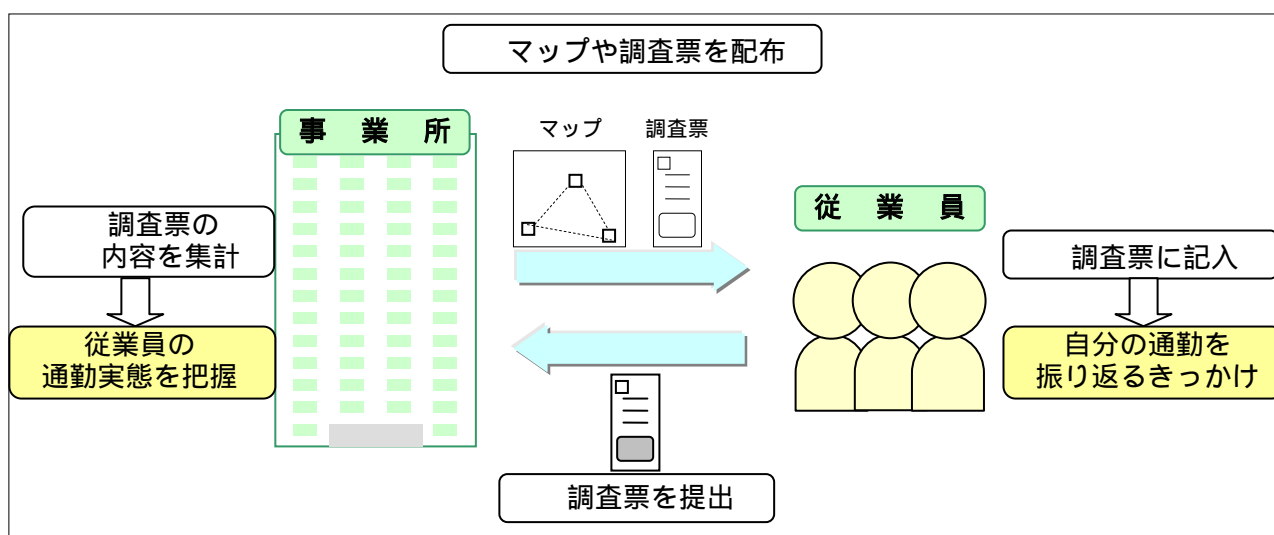 マップや調査票を配布
事業所
マップ
調査票
従業員
調査票の
内容を集計
従業員の
通勤実態を把握
調査票に記入
自分の通勤を
振り返るきっかけ
調査票を提出